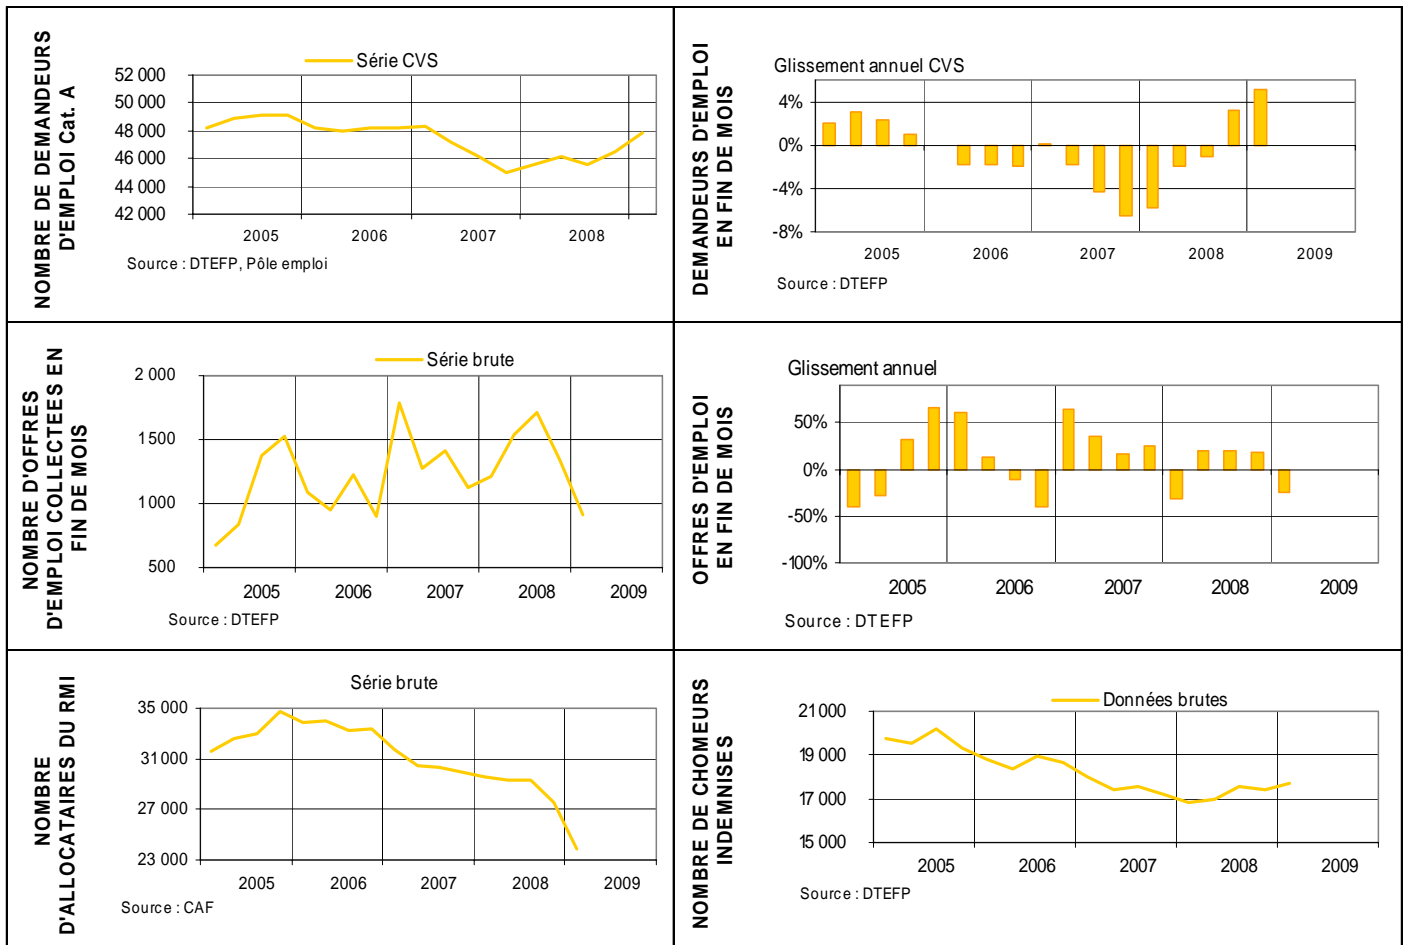 NOMBRE DE DEMANDEURS
D'EMPLOI Cat. A
Série CVS
52 000
50 000
48 000
46 000
44 000
42 000
2005
2006
2007
2008
Source : DTEFP, Pôle emploi
DEMANDEURS D'EMPLOI
EN FIN DE MOIS
Glissement annuel CVS
4%
0%
-4%
-8%
2005
2006
2007
2008
2009
Source : DTEFP
NOMBRE D'OFFRES
D'EMPLOI COLLECTEES EN
FIN DE MOIS
Série brute
2 000
1500
1000
500
2005
2006
2007
2008
2009
Source : DTEFP
OFFRES D'EMPLOI
EN FIN DE MOIS
Glissement annuel
50%
0%
-50%
-100%
2005
2006
2007
2008
2009
Source : DTEFP
NOMBRE
D'ALLOCATAIRES DU RMI
Série brute
35 000
31 000
27 000
23 000
2005
2006
2007
2008
2009
Source : CAF
NOMBRE DE CHOMEURS
INDEMNISES
Données brutes
21 000
19 000
17 000
15 000
2005
2006
2007
2008
2009
Source : DTEFP